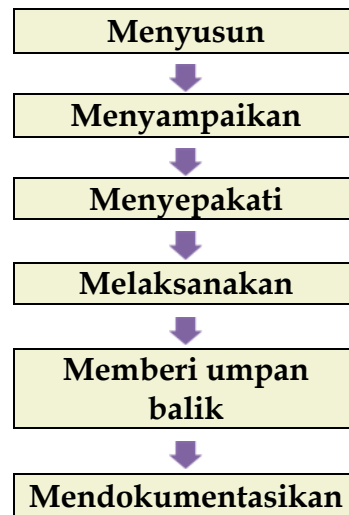 Menyusun
Menyampaikan
Menyepakati
Melaksanakan
Memberi umpan
balik
Mendokumentasikan